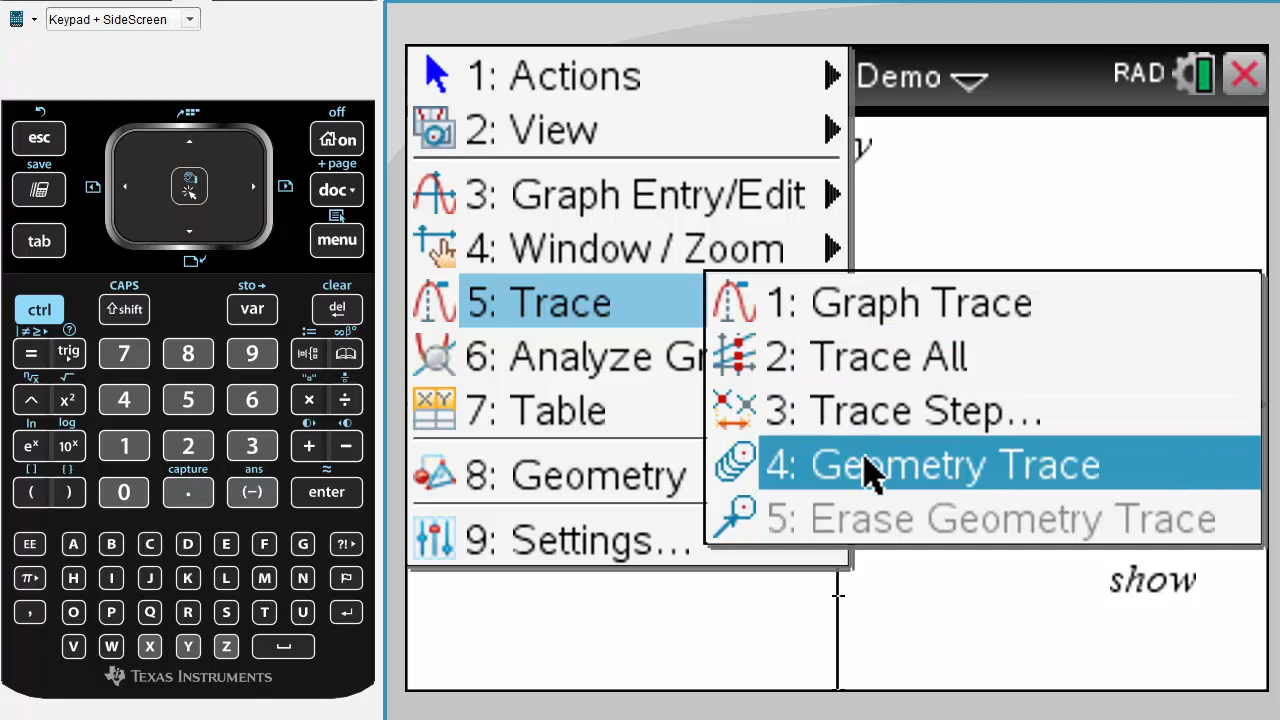 Keypad + SideScreen
off
esc
on
save
+ page
doc
tab
menu
CAPS
sto
clear
ctrl
shift
var
del
≠≥
:=
∞β°
=
trig
7
8
9
√
x²
4
5
6
×
÷
ln
log
eˣ
10ˣ
1
2
3
+
−
[ ]
{ }
capture
ans
≈
(
)
0
.
(−)
enter
EE
A
B
C
D
E
F
G
?!
π
H
I
J
K
L
M
N
,
O
P
Q
R
S
T
U
V
W
X
Y
Z
TEXAS INSTRUMENTS
1: Actions
Demo
RAD
2: View
y
3: Graph Entry/Edit
4: Window / Zoom
5: Trace
1: Graph Trace
6: Analyze Gr
2: Trace All
7: Table
3: Trace Step...
8: Geometry
4: Geometry Trace
9: Settings...
5: Erase Geometry Trace
show